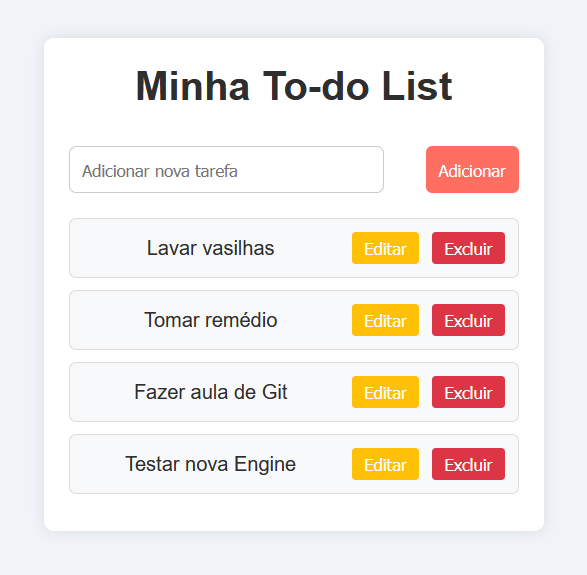 Minha To-do List
Adicionar nova tarefa Adicionar
Lavar vasilhas Editar Excluir
Tomar remédio Editar Excluir
Fazer aula de Git Editar Excluir
Testar nova Engine Editar Excluir